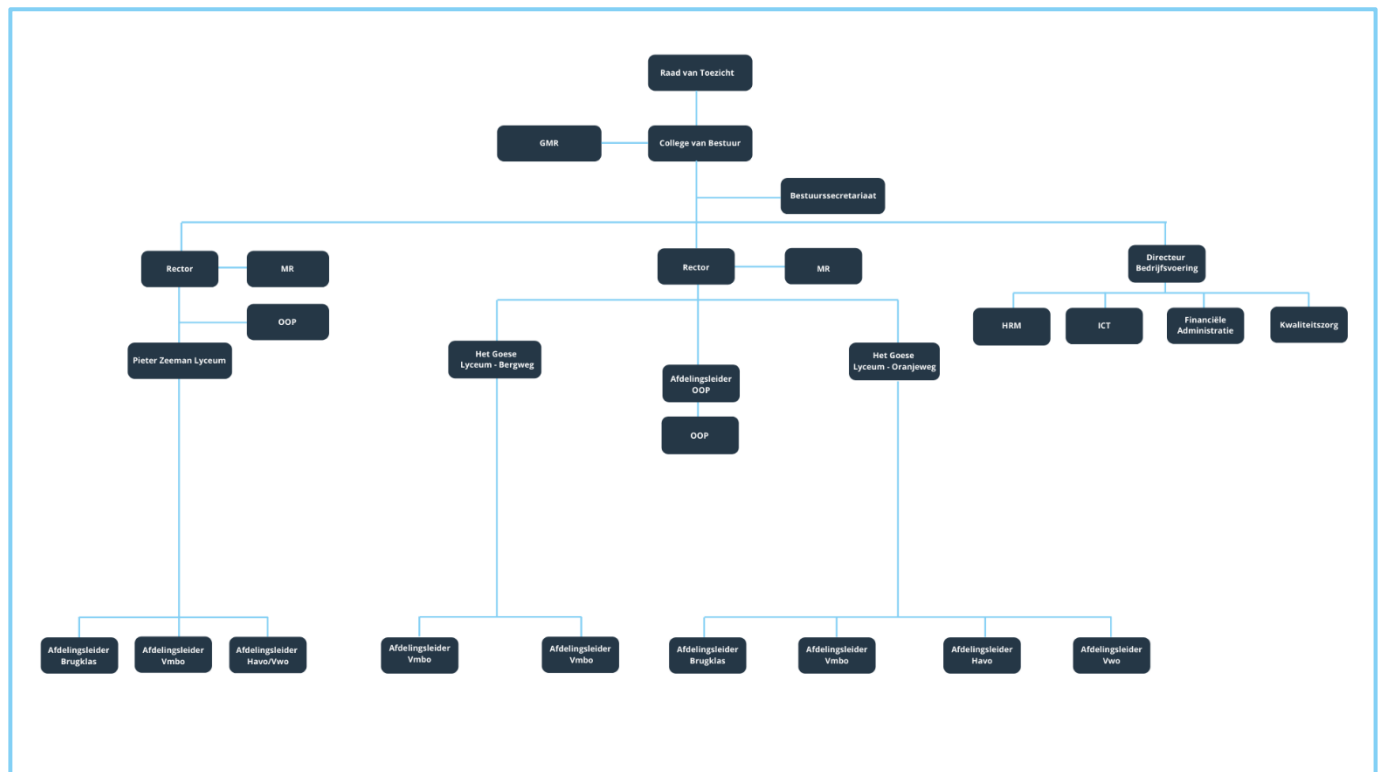 Raad van Toezicht
GMR
College van Bestuur
Bestuurssecretariaat
Rector
MR
Rector
MR
Directeur
Bedrijfsvoering
OOP
HRM
ICT
Financiële
Administratie
Kwaliteitszorg
Pieter Zeeman Lyceum
Het Goese
Lyceum - Bergweg
Afdelingsleider
OOP
Het Goese
Lyceum - Oranjeweg
OOP
Afdelingsleider
Brugklas
Afdelingsleider
Vmbo
Afdelingsleider
Havo/Vwo
Afdelingsleider
Vmbo
Afdelingsleider
Vmbo
Afdelingsleider
Brugklas
Afdelingsleider
Vmbo
Afdelingsleider
Havo
Afdelingsleider
Vwo